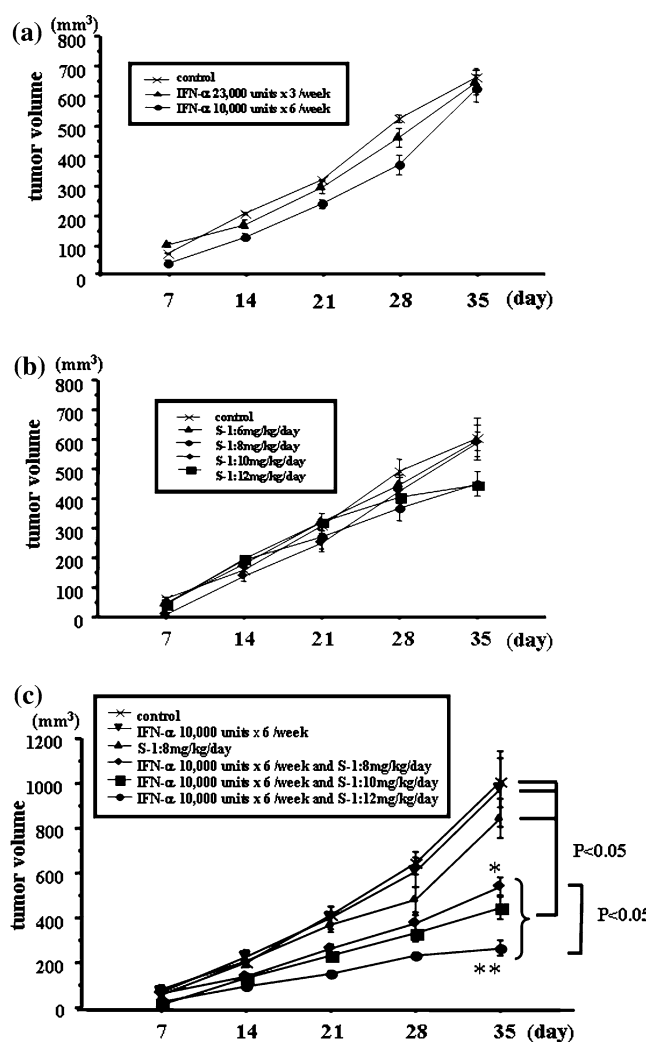 (a)
(mm³)
800
700
600
500
400
300
200
100
0
tumor volume
control
IFN-α 23,000 units x 3 /week
IFN-α 10,000 units x 6 /week
7 14 21 28 35 (day)
(b)
(mm³)
800
700
600
500
400
300
200
100
0
tumor volume
control
S-1:6mg/kg/day
S-1:8mg/kg/day
S-1:10mg/kg/day
S-1:12mg/kg/day
7 14 21 28 35 (day)
(c)
(mm³)
1200
1000
800
600
400
200
0
tumor volume
control
IFN-α 10,000 units x 6 /week
S-1:8mg/kg/day
IFN-α 10,000 units x 6 /week and S-1:8mg/kg/day
IFN-α 10,000 units x 6 /week and S-1:10mg/kg/day
IFN-α 10,000 units x 6 /week and S-1:12mg/kg/day
P<0.05
*
P<0.05
**
7 14 21 28 35 (day)